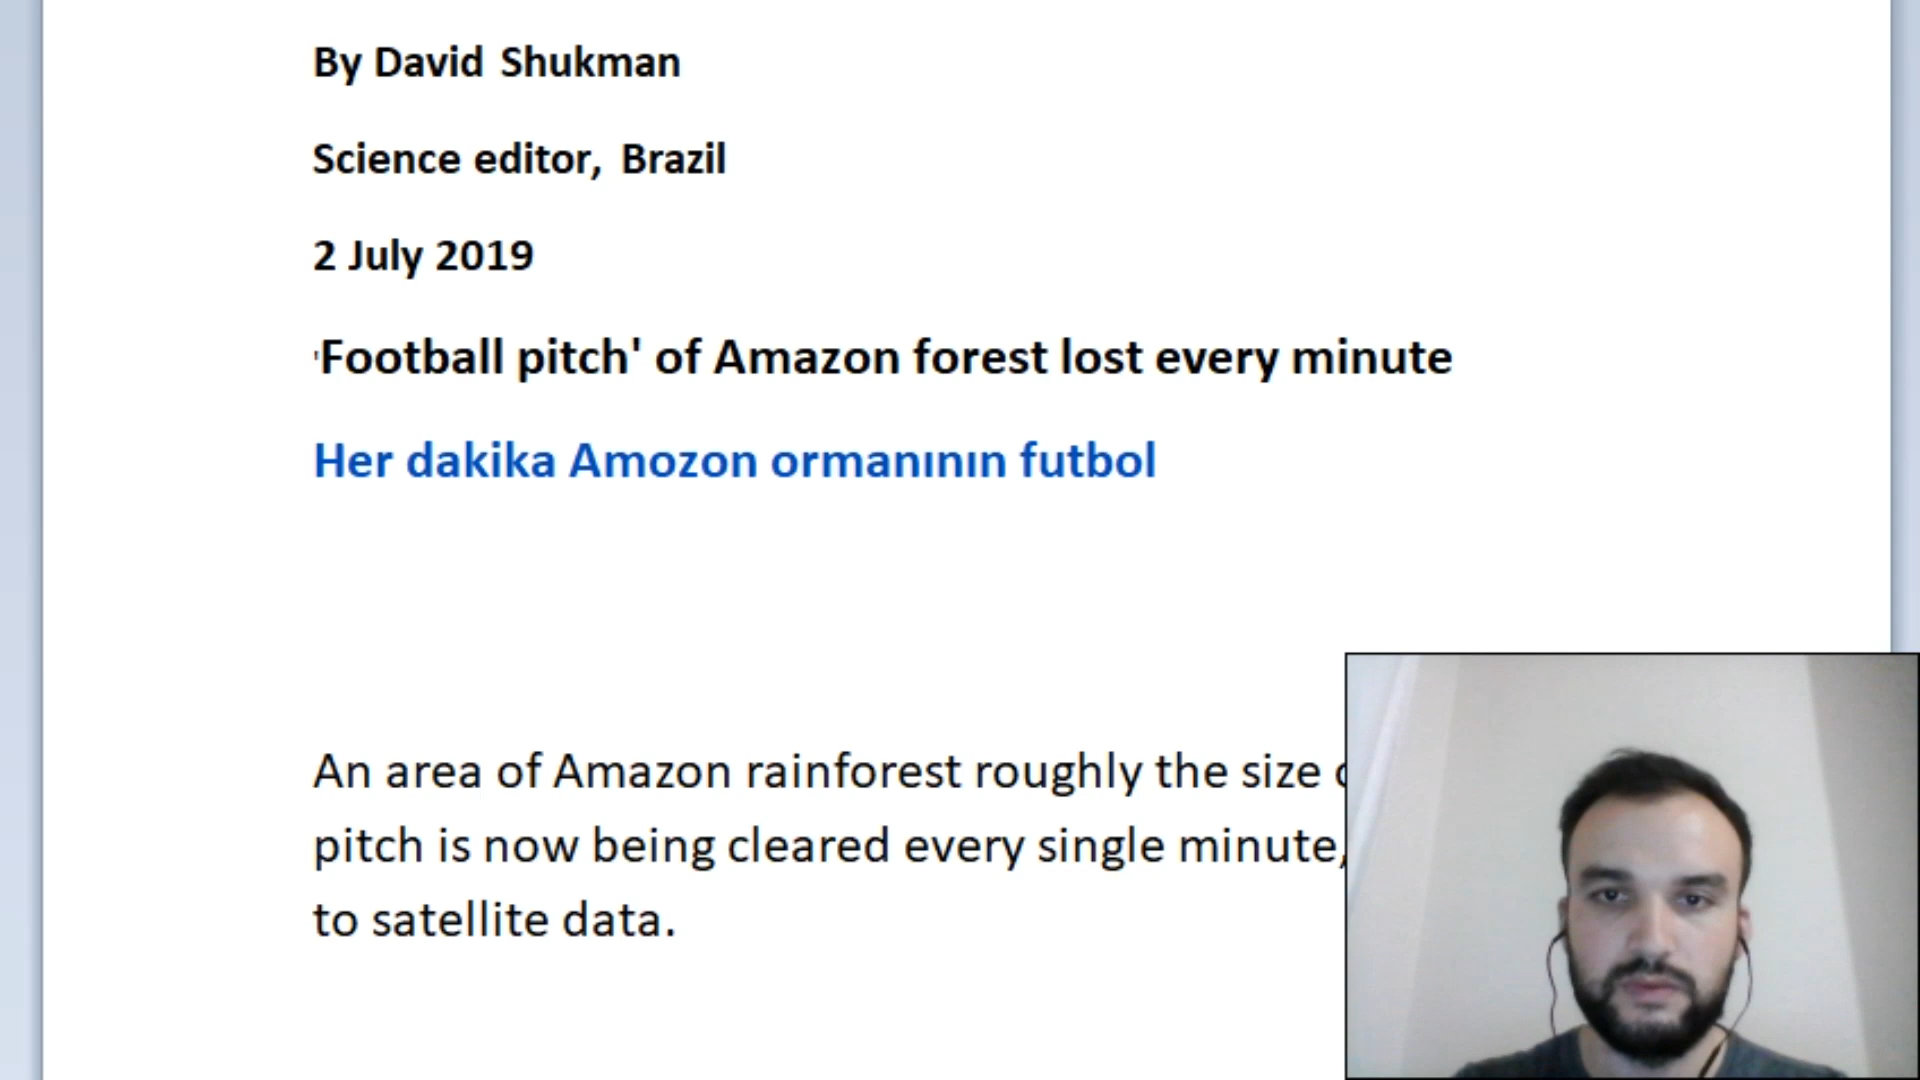 By David Shukman
Science editor, Brazil
2 July 2019
'Football pitch' of Amazon forest lost every minute
Her dakika Amozon ormanının futbol
An area of Amazon rainforest roughly the size
pitch is now being cleared every single minute,
to satellite data.